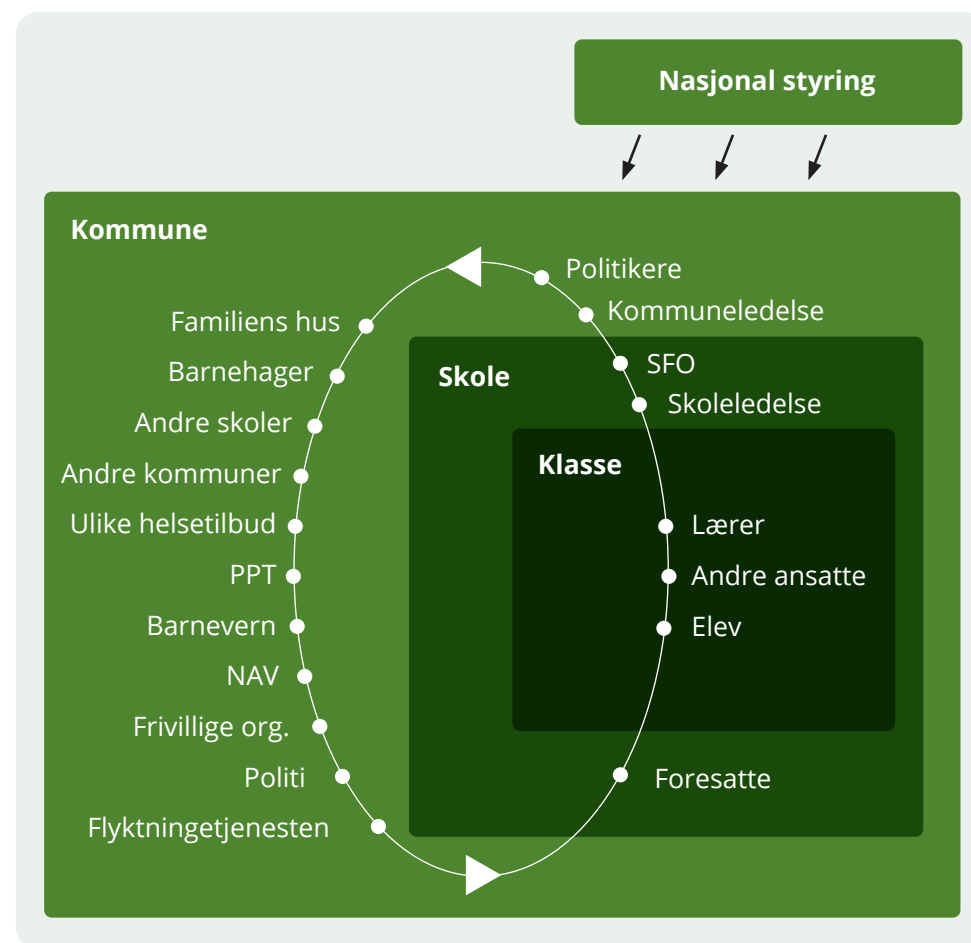 Nasjonal styring
Kommune
Politikere
Kommuneledelse
Familiens hus
Barnehager
Andre skoler
Andre kommuner
Ulike helsetilbud
PPT
Barnevern
NAV
Frivillige org.
Politi
Flyktningetjenesten
Skole
SFO
Skoleledelse
Klasse
Lærer
Andre ansatte
Elev
Foresatte